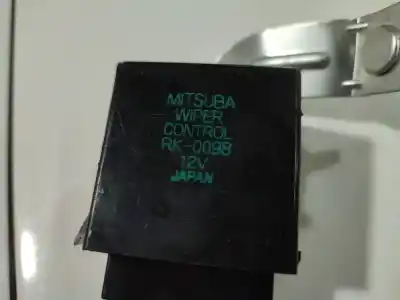 MITSUBA
WIPER
CONTROL
RK-0098
12V
JAPAN